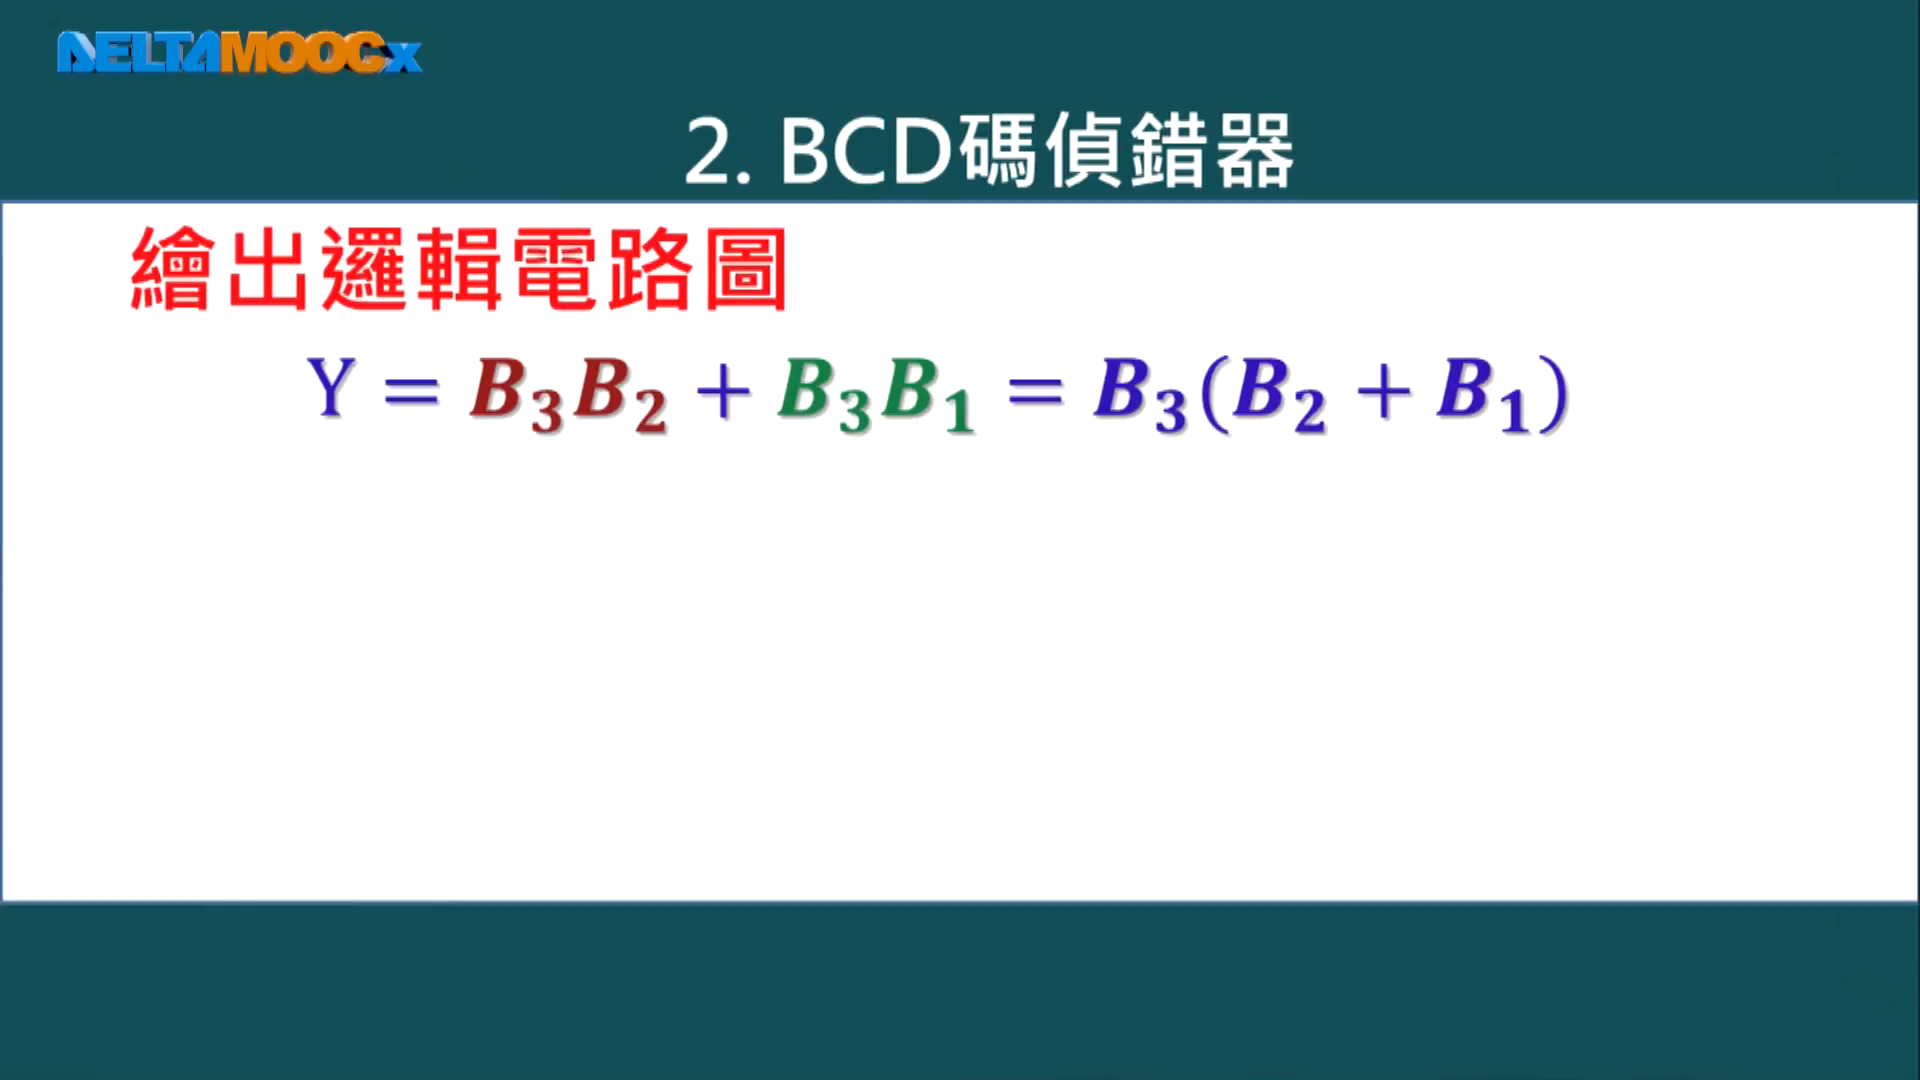 DELTAMOOCx
2. BCD碼偵錯器
繪出邏輯電路圖
Y = B₃B₂ + B₃B₁ = B₃(B₂ + B₁)